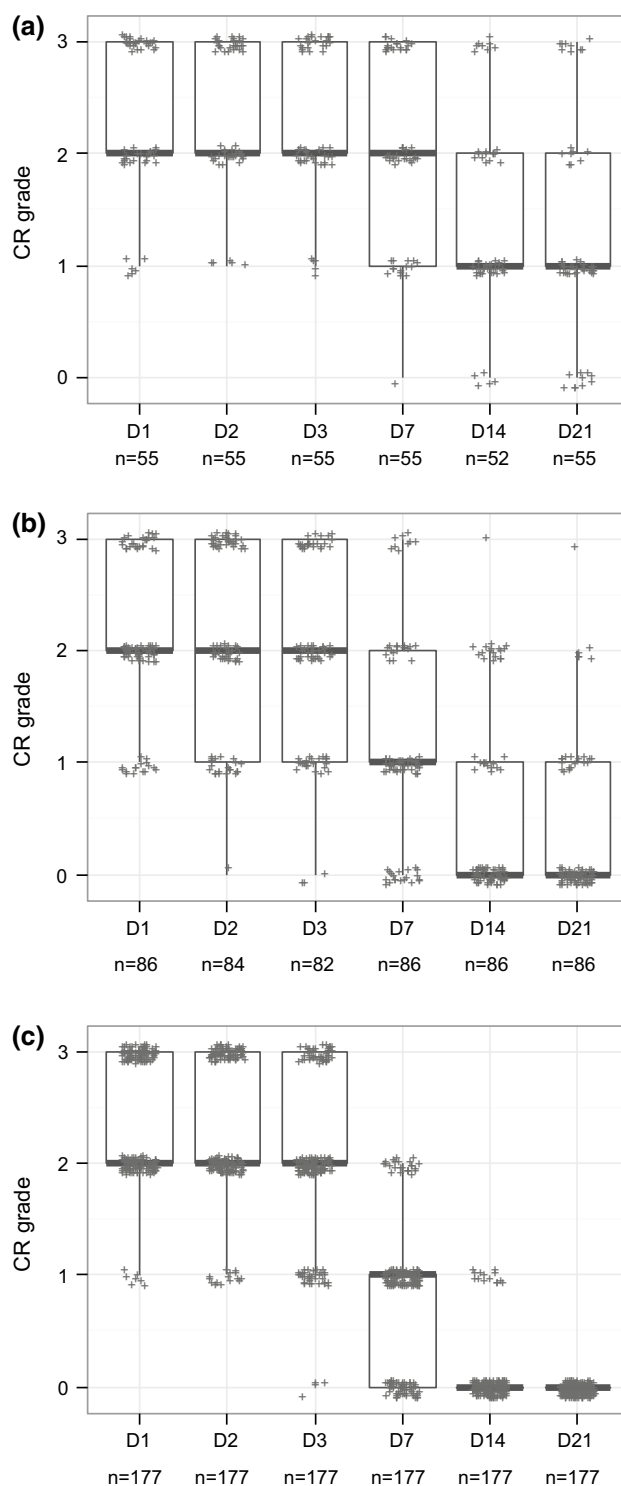 (a)
CR grade
3
2
1
0
D1 D2 D3 D7 D14 D21
n=55 n=55 n=55 n=55 n=52 n=55
(b)
CR grade
3
2
1
0
D1 D2 D3 D7 D14 D21
n=86 n=84 n=82 n=86 n=86 n=86
(c)
CR grade
3
2
1
0
D1 D2 D3 D7 D14 D21
n=177 n=177 n=177 n=177 n=177 n=177